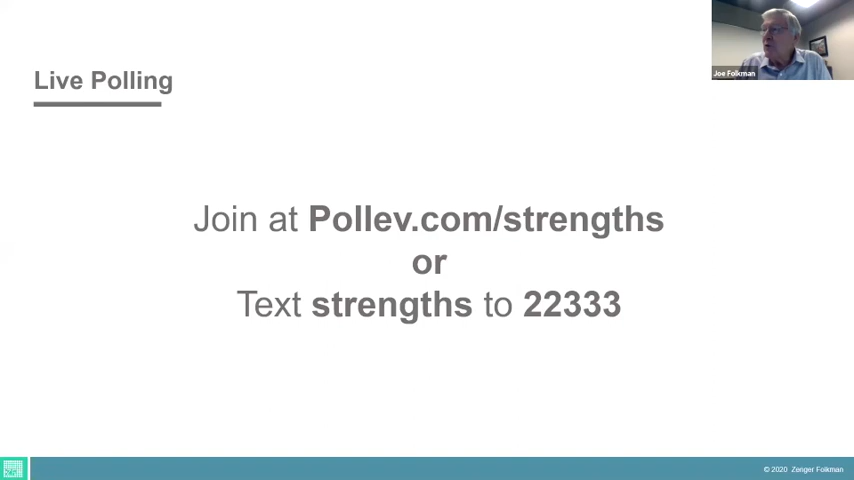 Joe Folkman
Live Polling
Join at Pollev.com/strengths
or
Text strengths to 22333
© 2020 Zenger Folkman